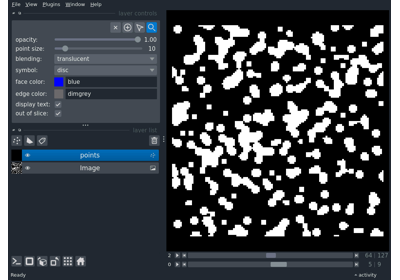 File View Plugins Window Help
layer controls
opacity: 1.00
point size: 10
blending: translucent
symbol: disc
face color: blue
edge color: dimgrey
display text:
out of slice:
layer list
points
Image
2 64 127
0 5 9
Ready activity